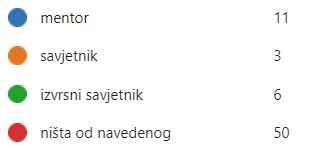 mentor 11
savjetnik 3
izvrsni savjetnik 6
ništa od navedenog 50